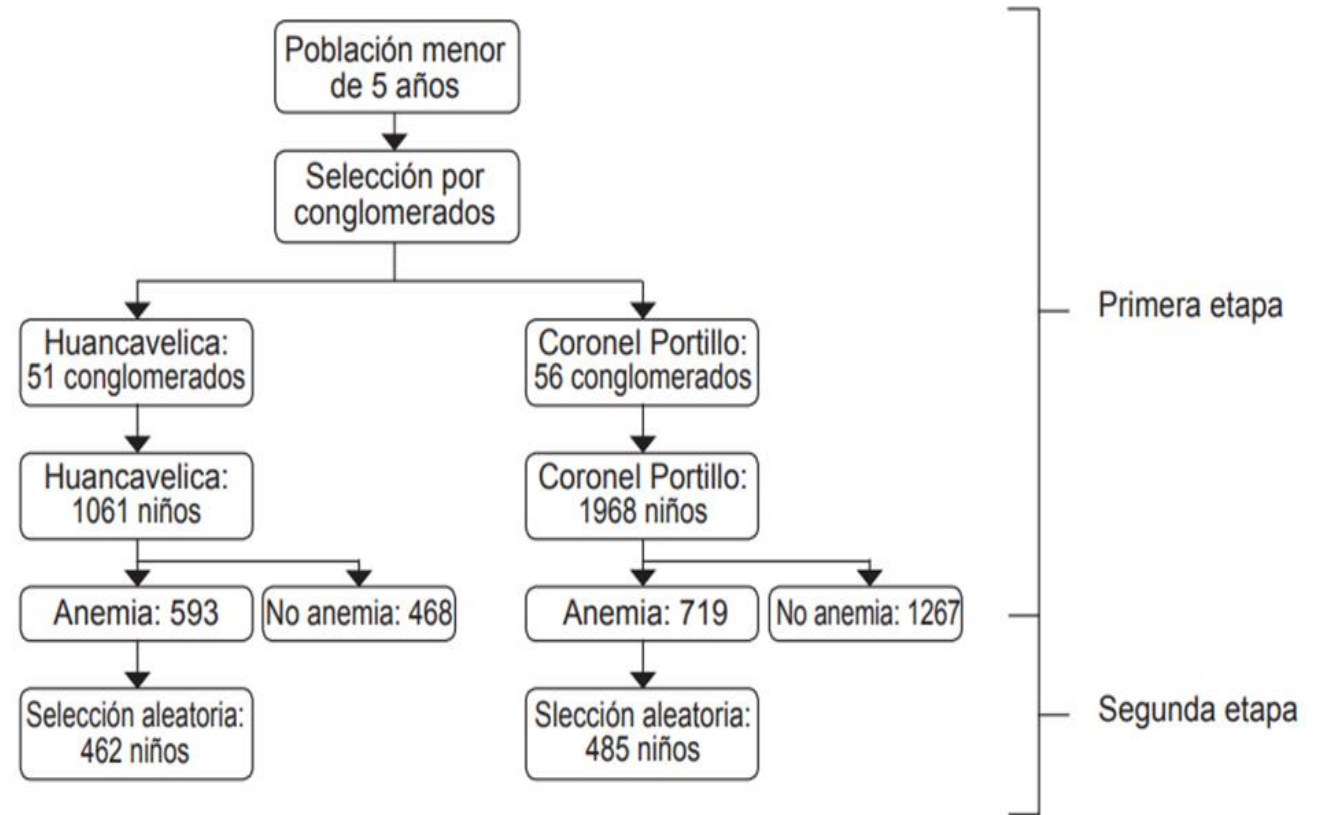 Población menor
de 5 años
Selección por
conglomerados
Huancavelica:
51 conglomerados
Coronel Portillo:
56 conglomerados
Primera etapa
Huancavelica:
1061 niños
Coronel Portillo:
1968 niños
Anemia: 593
No anemia: 468
Anemia: 719
No anemia: 1267
Selección aleatoria:
462 niños
Slección aleatoria:
485 niños
Segunda etapa